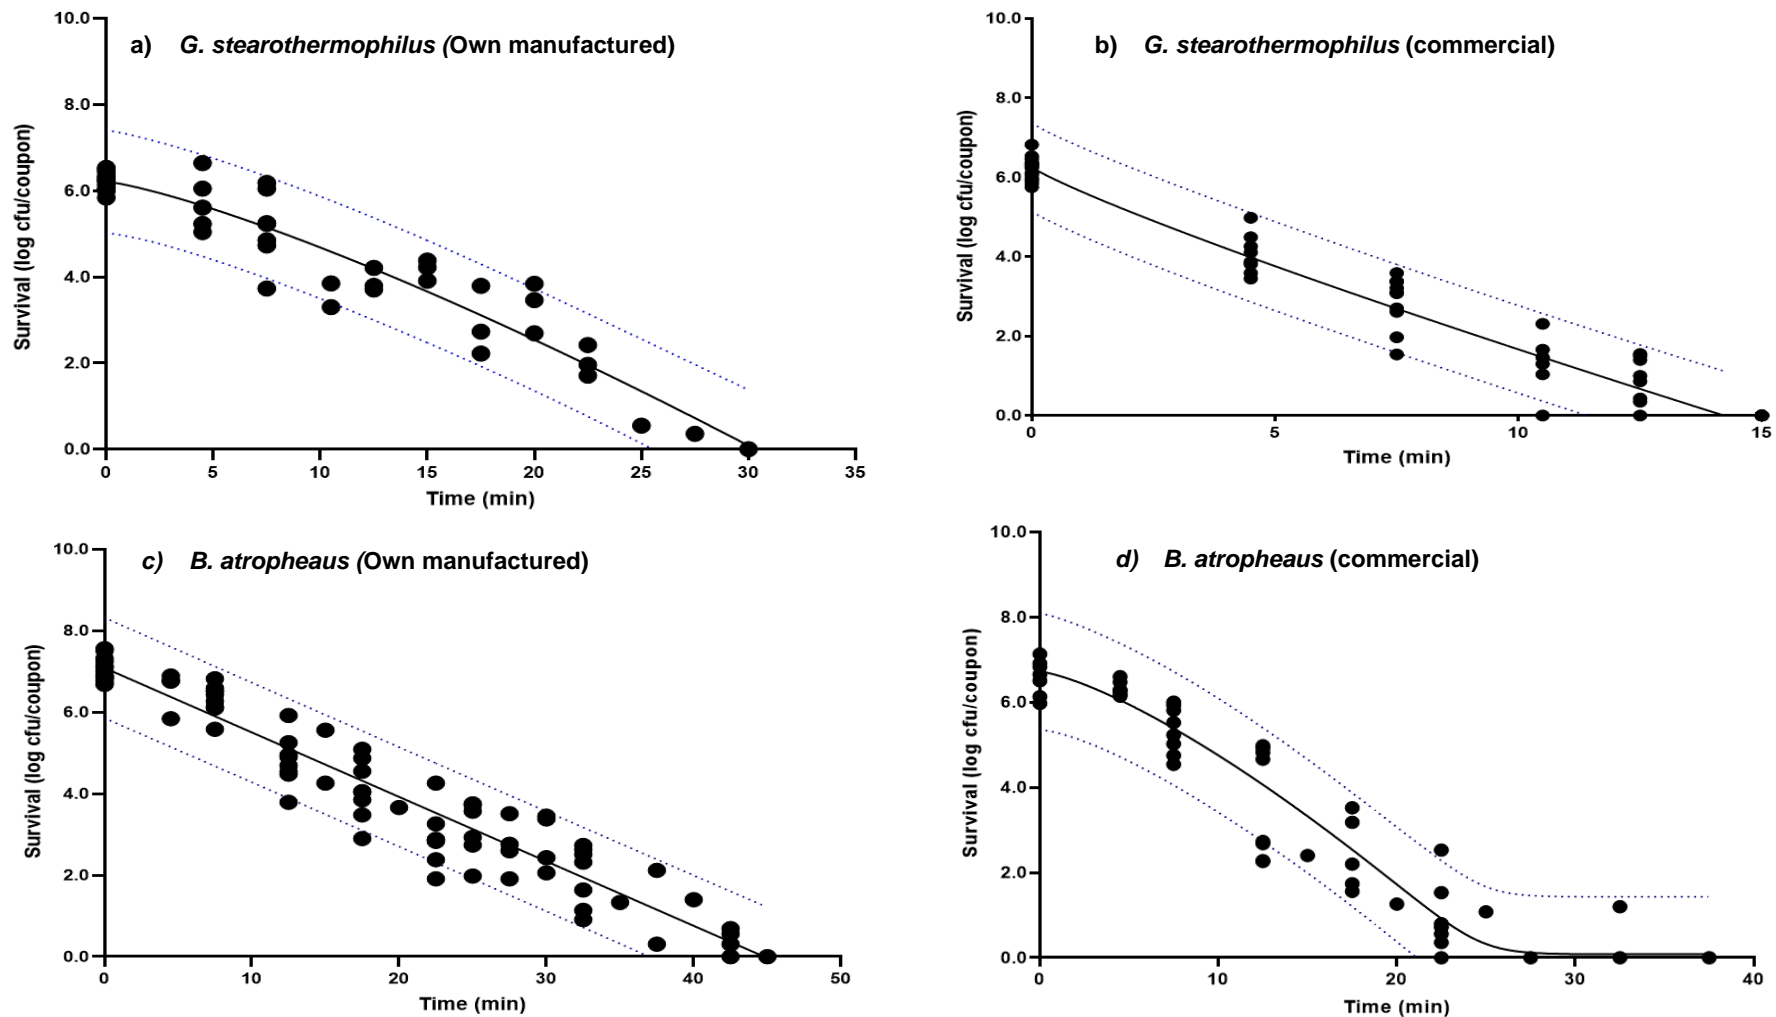 a) G. stearothermophilus (Own manufactured)
10.0
8.0
6.0
4.0
2.0
0.0
Survival (log cfu/coupon)
0 5 10 15 20 25 30 35
Time (min)
b) G. stearothermophilus (commercial)
10.0
8.0
6.0
4.0
2.0
0.0
Survival (log cfu/coupon)
0 5 10 15
Time (min)
c) B. atropheaus (Own manufactured)
10.0
8.0
6.0
4.0
2.0
0.0
Survival (log cfu/coupon)
0 10 20 30 40 50
Time (min)
d) B. atropheaus (commercial)
10.0
8.0
6.0
4.0
2.0
0.0
Survival (log cfu/coupon)
0 10 20 30 40
Time (min)